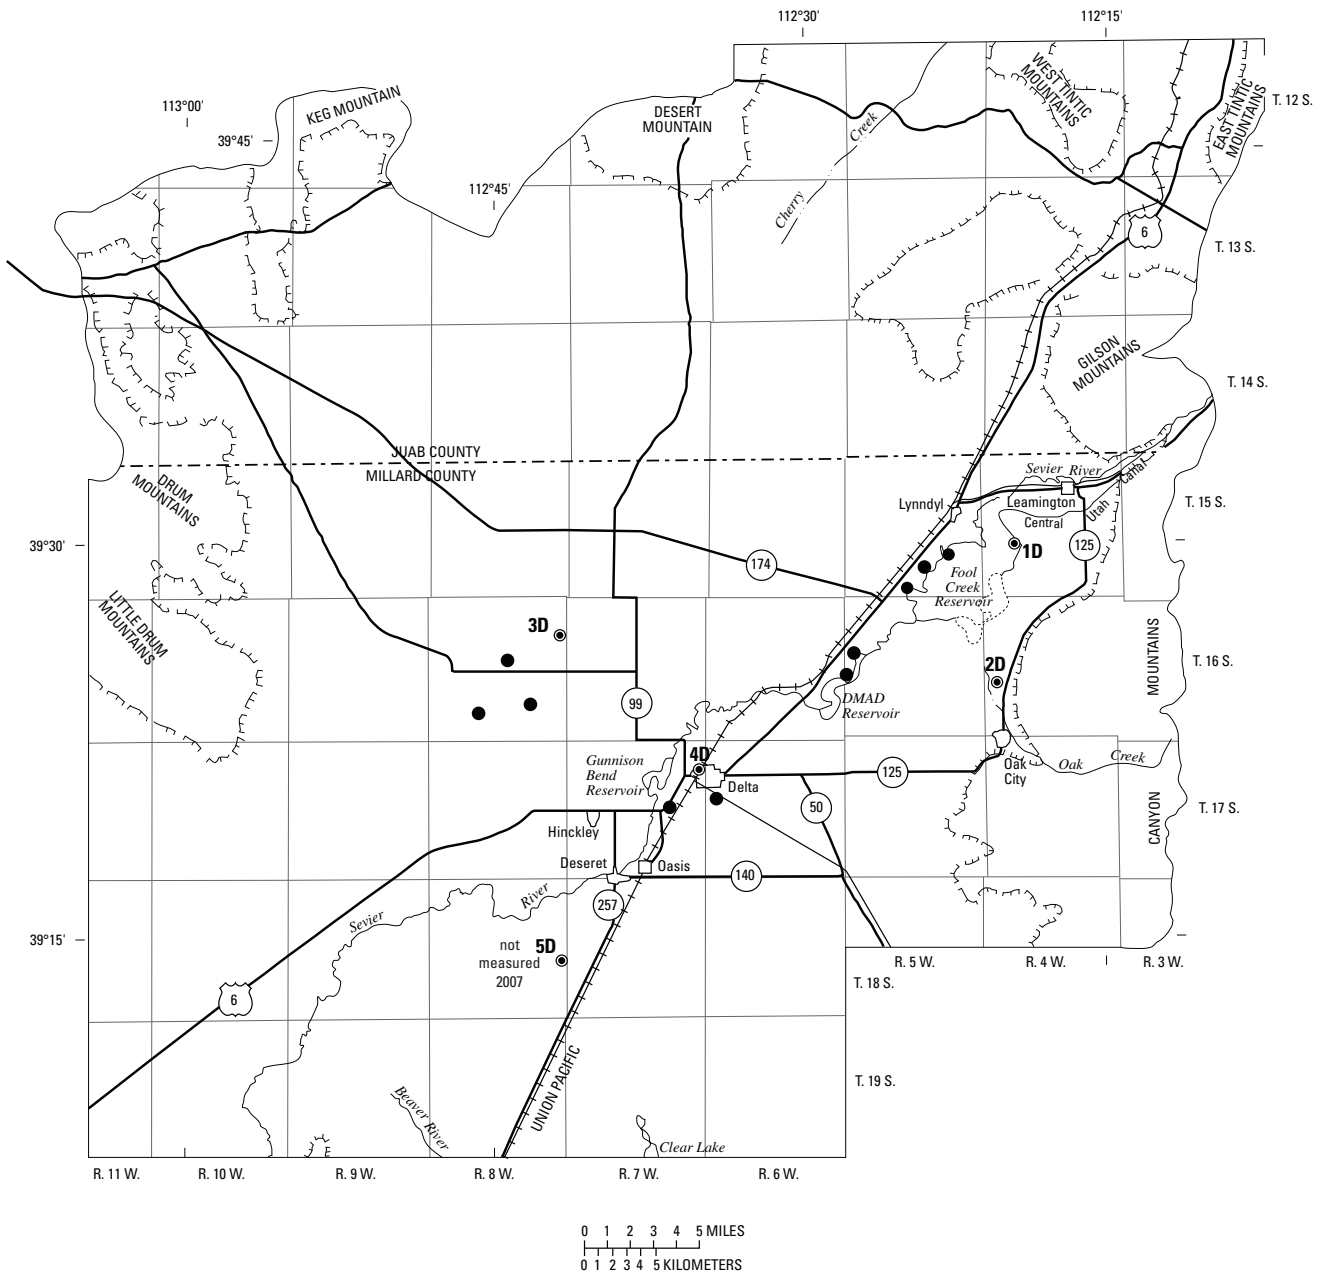 112°30'
112°15'
WEST TINTIC
MOUNTAINS
EAST TINTIC
MOUNTAINS
T. 12 S.
113°00'
KEG MOUNTAIN
DESERT
MOUNTAIN
39°45'
Cherry Creek
112°45'
6
T. 13 S.
GILSON
MOUNTAINS
T. 14 S.
JUAB COUNTY
MILLARD COUNTY
DRUM
MOUNTAINS
Sevier River
Canal
Lynndyl
Leamington
Central
Utah
T. 15 S.
39°30'
174
1D
125
Fool
Creek
Reservoir
LITTLE DRUM
MOUNTAINS
3D
2D
MOUNTAINS
T. 16 S.
99
DMAD
Reservoir
4D
Gunnison
Bend
Reservoir
Delta
125
Oak
City
Oak Creek
50
T. 17 S.
CANYON
Hinckley
Deseret
Oasis
140
Sevier River
257
39°15'
not
measured
2007
5D
R. 5 W.
R. 4 W.
R. 3 W.
T. 18 S.
6
UNION PACIFIC
T. 19 S.
Beaver River
Clear Lake
R. 11 W.
R. 10 W.
R. 9 W.
R. 8 W.
R. 7 W.
R. 6 W.
0 1 2 3 4 5 MILES
0 1 2 3 4 5 KILOMETERS